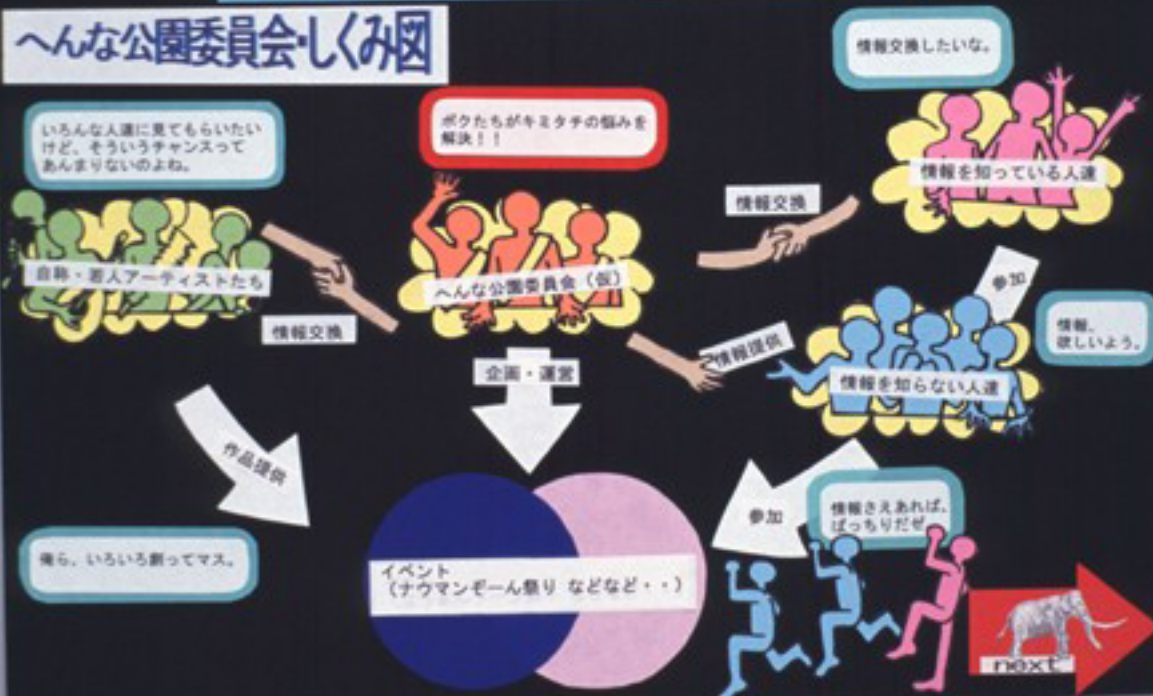 へんな公園委員会・しくみ図
情報交換したいな。
いろんな人達に見てもらいたい
けど、そういうチャンスって
あんまりないのよね。
ボクたちがキミタチの悩みを
解決!!
情報を知っている人達
情報交換
自称・若人アーティストたち
へんな公園委員会(仮)
参加
情報交換
情報、
欲しいよう。
情報提供
企画・運営
情報を知らない人達
作品提供
参加
情報さえあれば、
ばっちりだぜ
俺ら、いろいろ創ってマス。
イベント
(ナウマンぞーん祭り などなど・・)
next